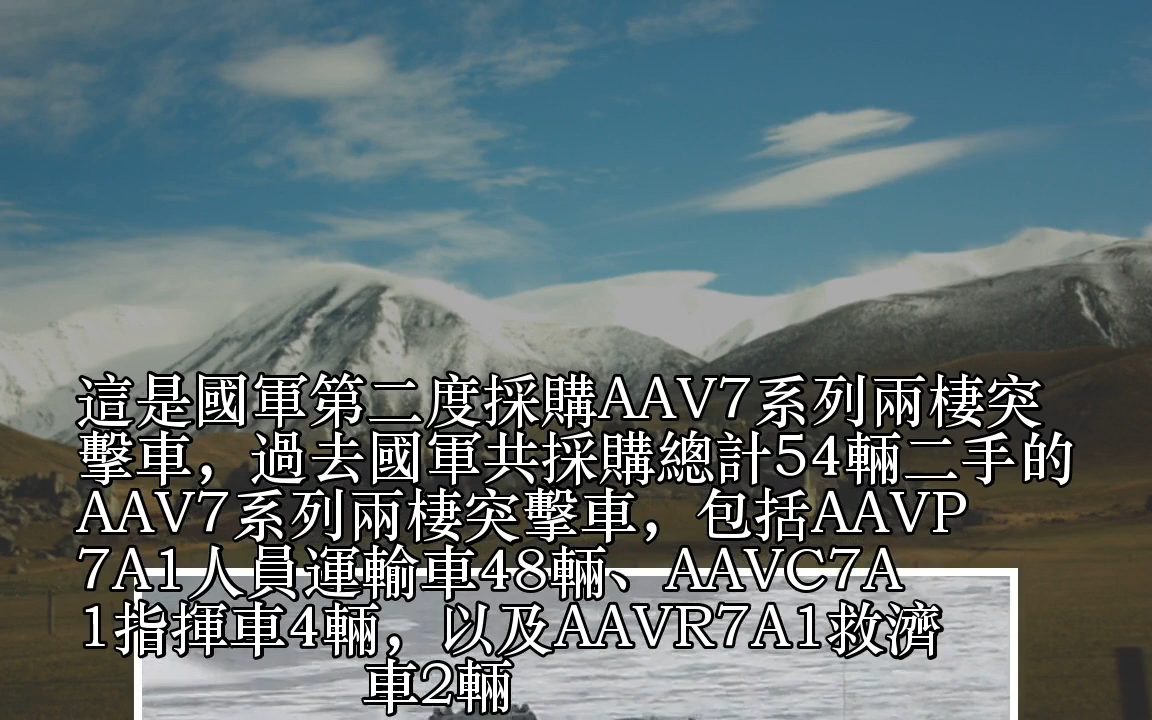 這是國軍第二度採購AAV7系列兩棲突
擊車，過去國軍共採購總計54輛二手的
AAV7系列兩棲突擊車，包括AAVP
7A1人員運輸車48輛、AAVC7A
1指揮車4輛，以及AAVR7A1救濟
車2輛